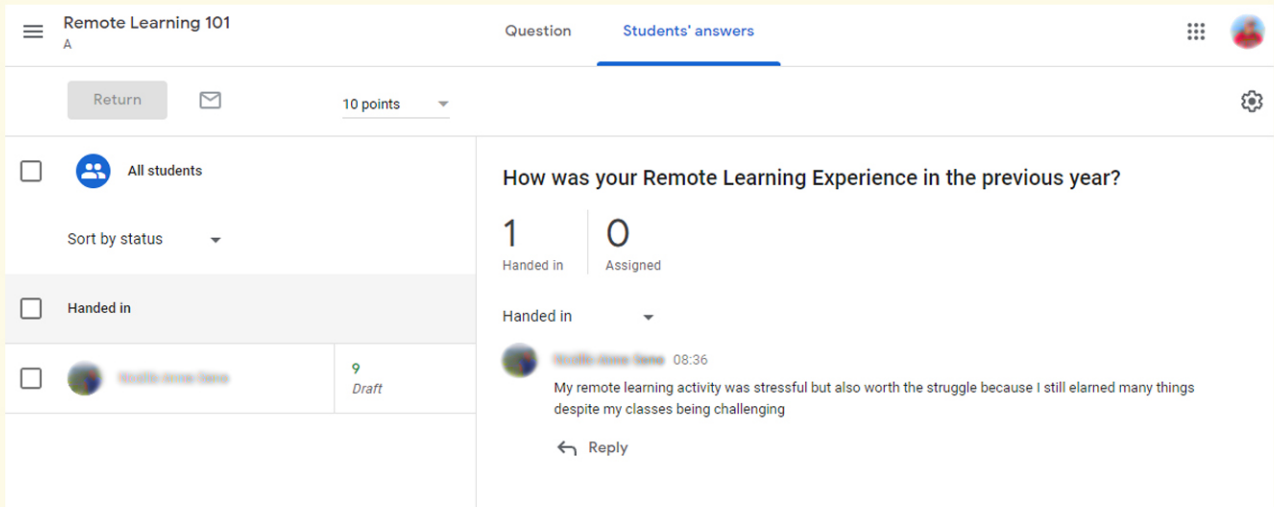 Remote Learning 101
A
Question
Students' answers
Return
10 points
All students
Sort by status
Handed in
9
Draft
How was your Remote Learning Experience in the previous year?
1
Handed in
0
Assigned
Handed in
08:36
My remote learning activity was stressful but also worth the struggle because I still elarned many things
despite my classes being challenging
Reply